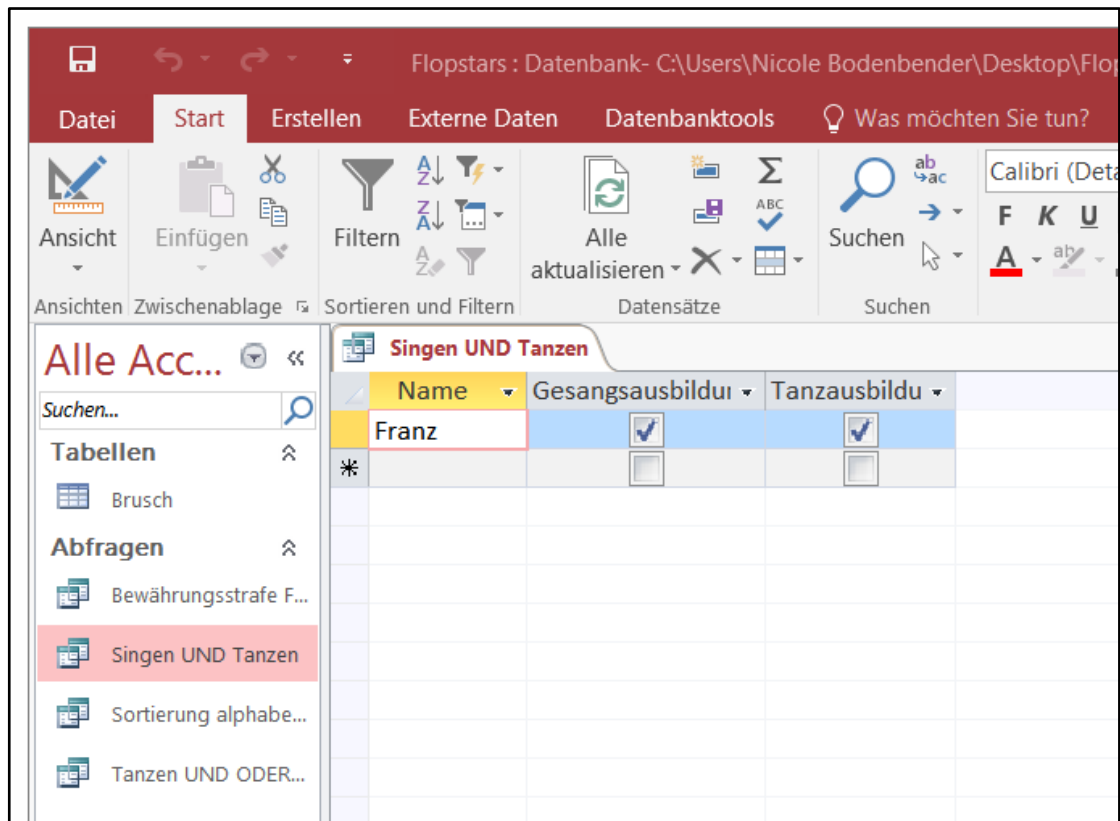 Flopstars : Datenbank- C:\Users\Nicole Bodenbender\Desktop\Flop
Datei Start Erstellen Externe Daten Datenbanktools Was möchten Sie tun?
Ansicht
Einfügen
Filtern
Alle
aktualisieren
Suchen
Calibri (Deta
F K U
Ansichten Zwischenablage Sortieren und Filtern Datensätze Suchen
Alle Acc...
Suchen...
Tabellen
Brusch
Abfragen
Bewährungsstrafe F...
Singen UND Tanzen
Sortierung alphabe...
Tanzen UND ODER...
Singen UND Tanzen
Name Gesangsausbildu Tanzausbildu
Franz